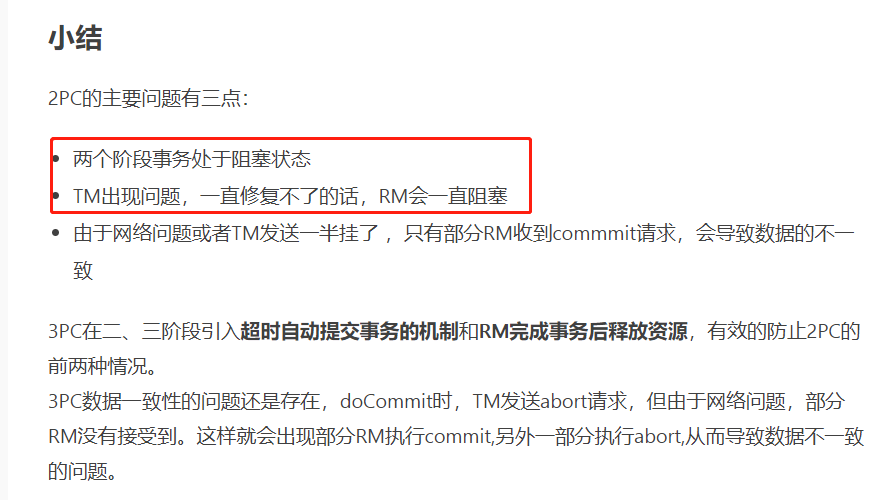 小结
2PC的主要问题有三点：
两个阶段事务处于阻塞状态
TM出现问题，一直修复不了的话，RM会一直阻塞
由于网络问题或者TM发送一半挂了 ，只有部分RM收到commmit请求，会导致数据的不一
致
3PC在二、三阶段引入超时自动提交事务的机制和RM完成事务后释放资源，有效的防止2PC的
前两种情况。
3PC数据一致性的问题还是存在，doCommit时，TM发送abort请求，但由于网络问题，部分
RM没有接受到。这样就会出现部分RM执行commit,另外一部分执行abort,从而导致数据不一致
的问题。